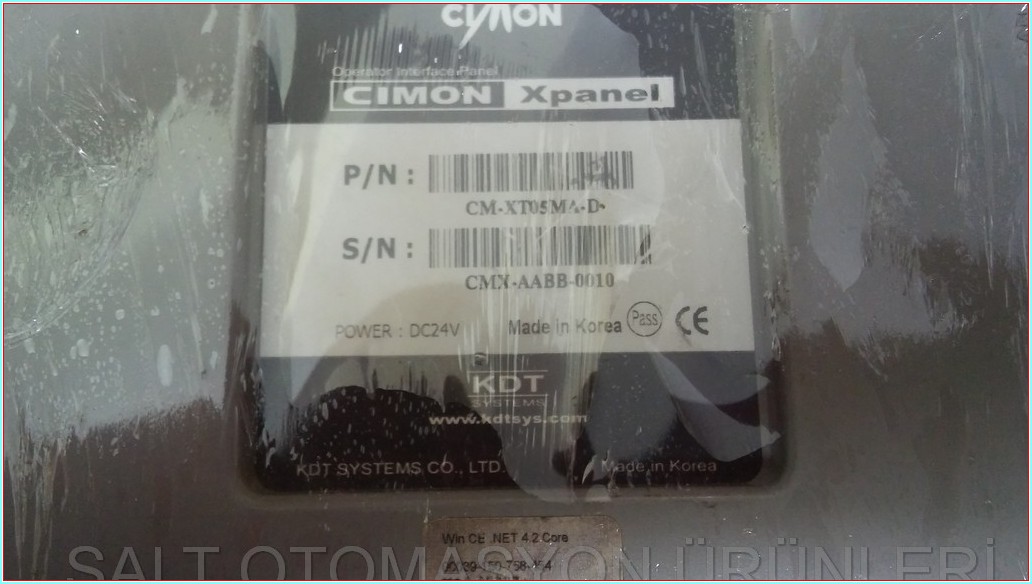 CIMON
Operator Interface Panel
CIMON Xpanel
P/N :
CM-XT05MA-D
S/N :
CMX-AABB-0010
POWER : DC24V Made in Korea Pass CE
KDT
SYSTEMS
www.kdtsys.com
KDT SYSTEMS CO., LTD. Made in Korea
Win CE .NET 4.2 Core
SALT OTOMASYON ÜRÜNLERİ